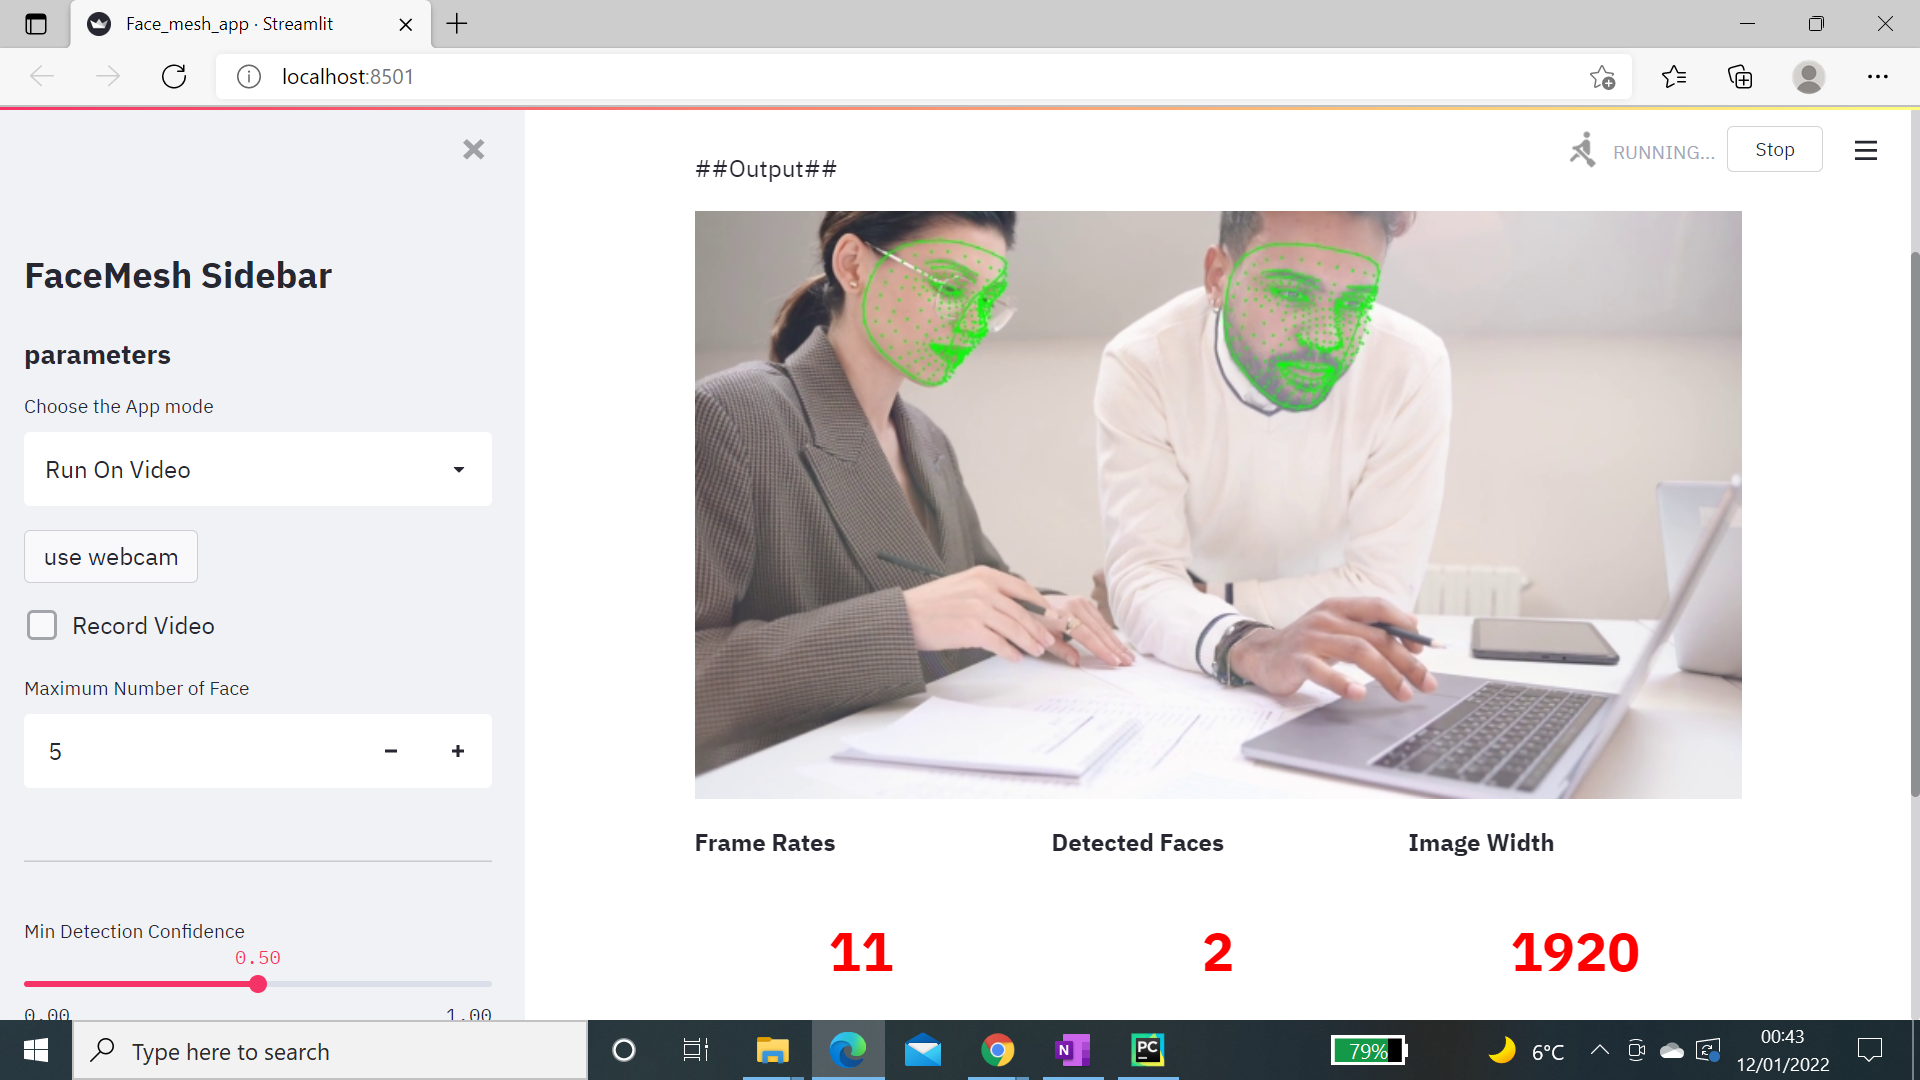 Face_mesh_app · Streamlit
localhost:8501
RUNNING...
Stop
FaceMesh Sidebar
parameters
Choose the App mode
Run On Video
use webcam
Record Video
Maximum Number of Face
5
Min Detection Confidence
0.50
0.00
1.00
##Output##
Frame Rates
Detected Faces
Image Width
11
2
1920
Type here to search
N
PC
79%
6°C
00:43
12/01/2022